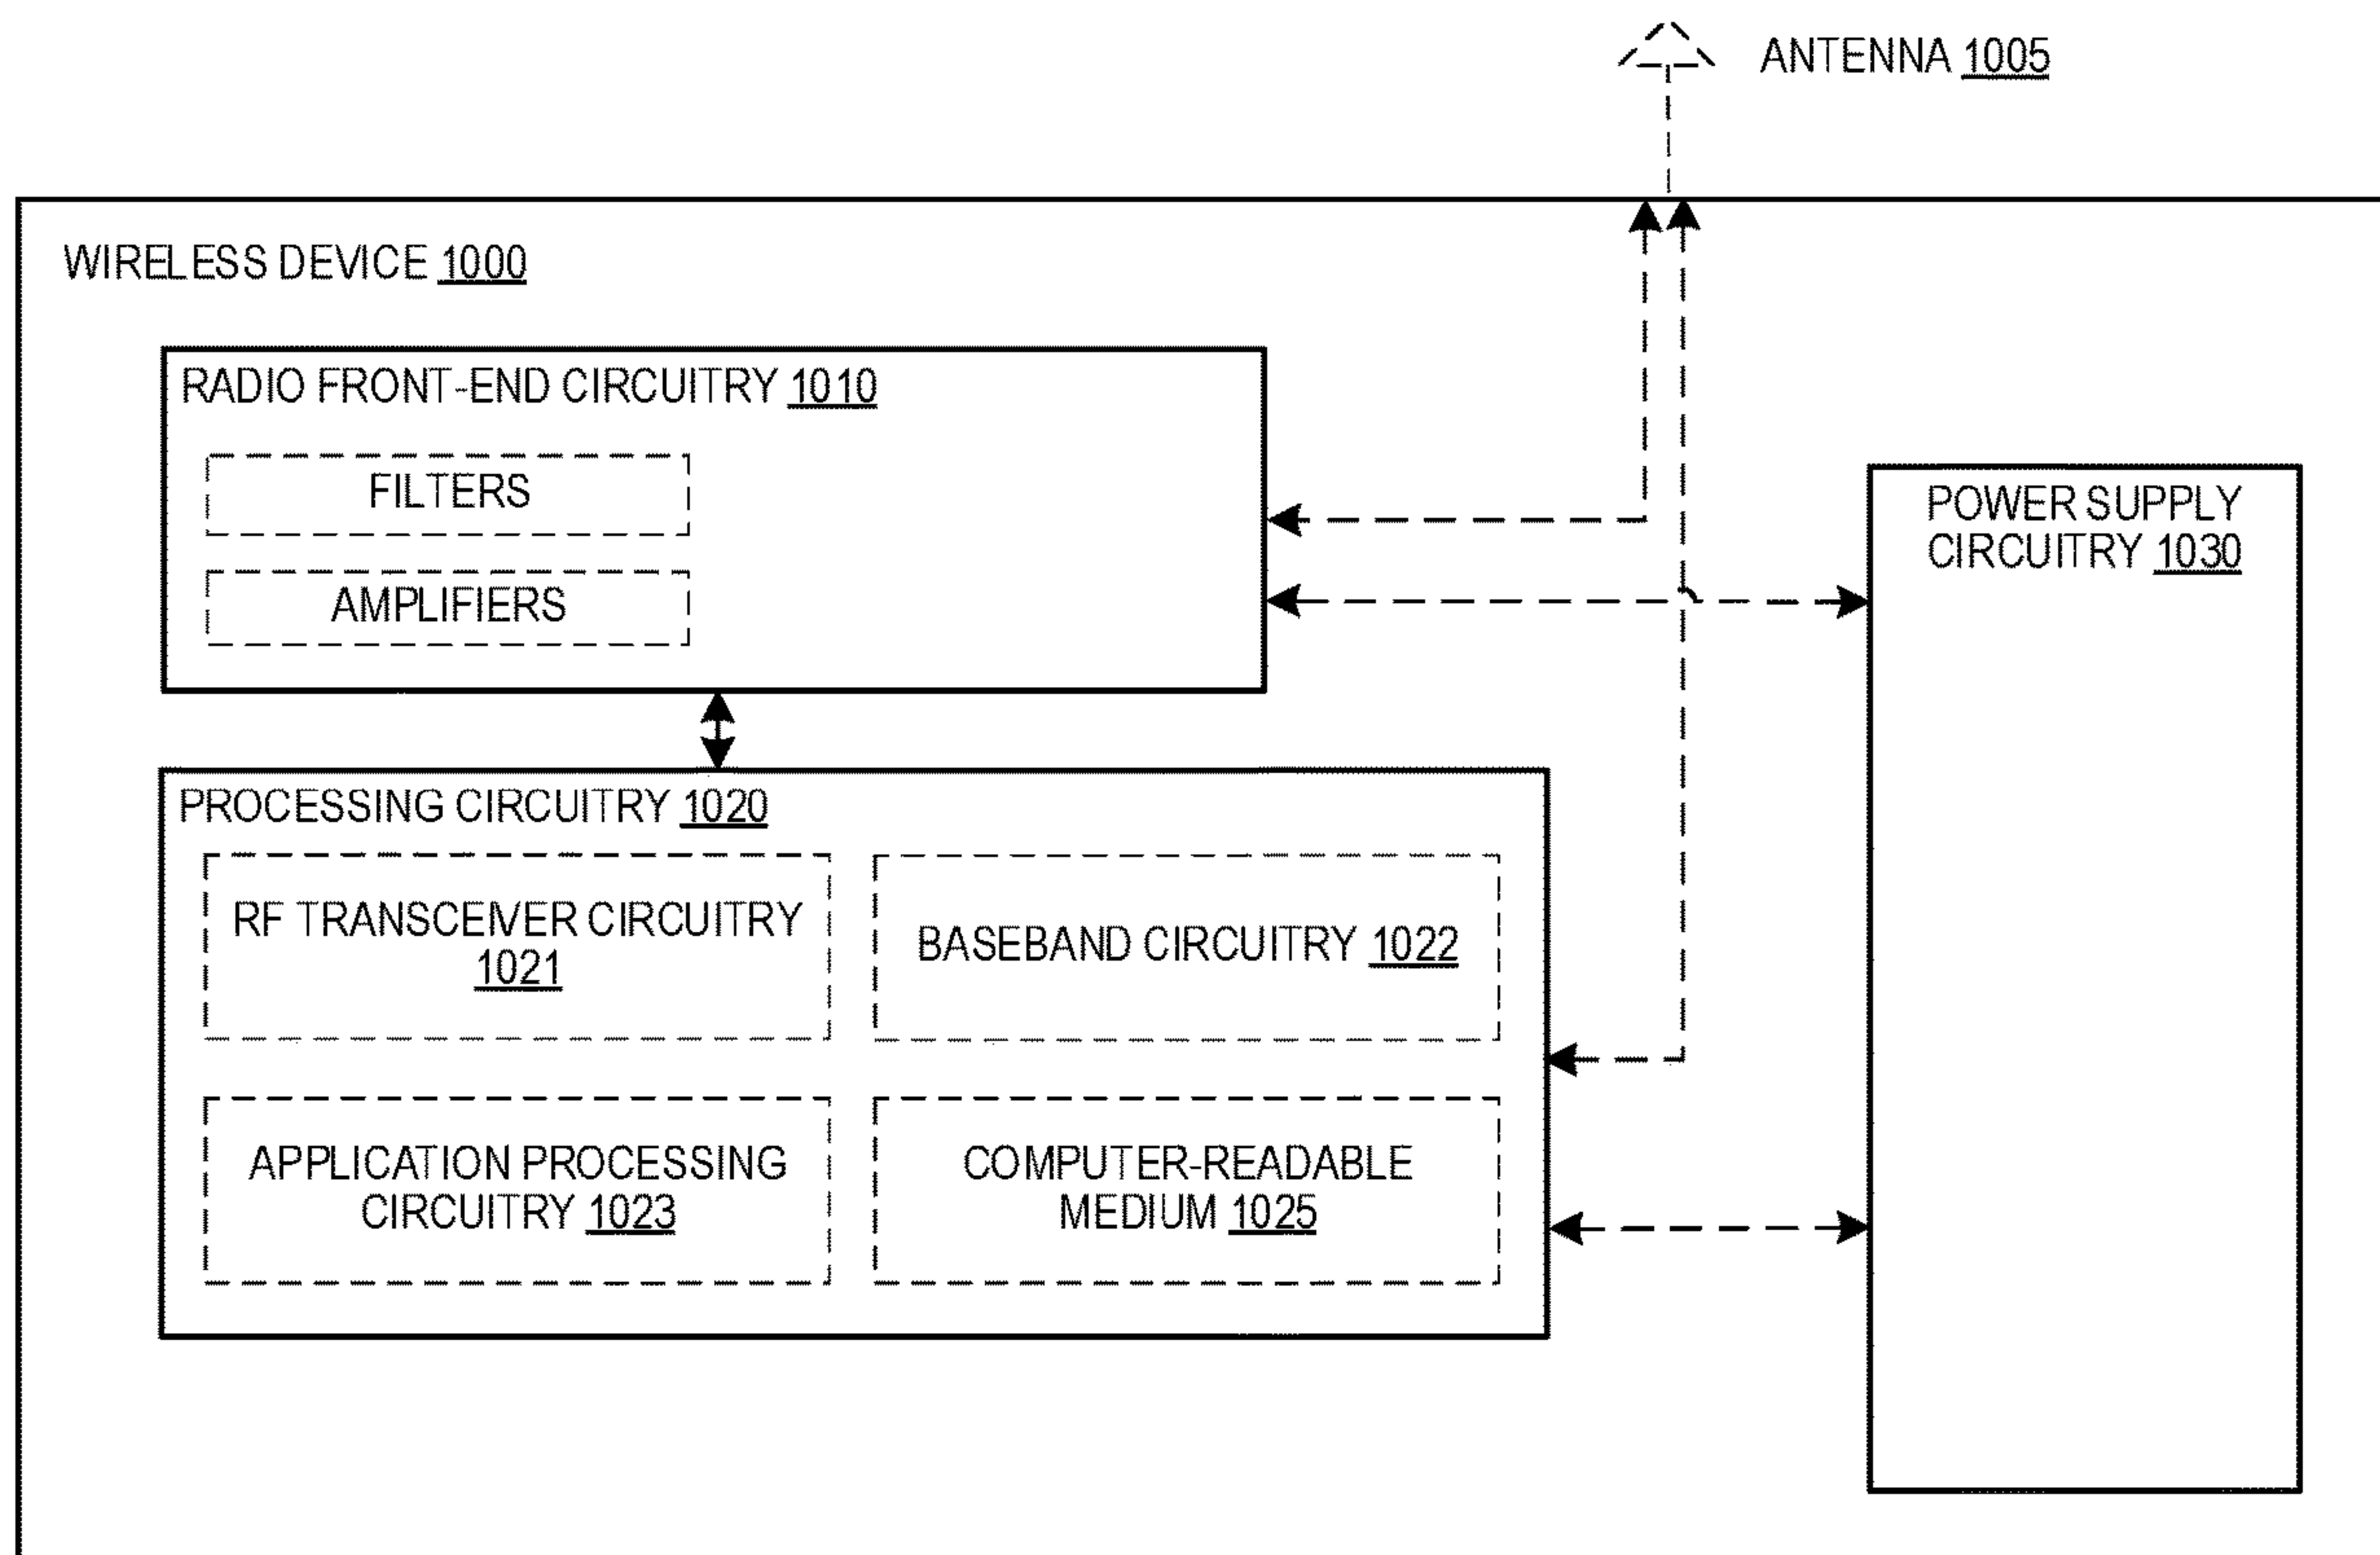 ANTENNA 1005
WIRELESS DEVICE 1000
RADIO FRONT-END CIRCUITRY 1010
FILTERS
AMPLIFIERS
POWER SUPPLY
CIRCUITRY 1030
PROCESSING CIRCUITRY 1020
RF TRANSCEIVER CIRCUITRY
1021
BASEBAND CIRCUITRY 1022
APPLICATION PROCESSING
CIRCUITRY 1023
COMPUTER-READABLE
MEDIUM 1025